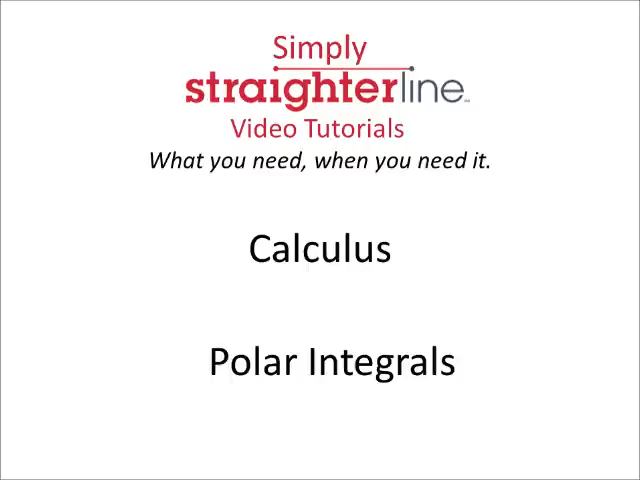 Simply
straighterline
Video Tutorials
What you need, when you need it.
Calculus
Polar Integrals